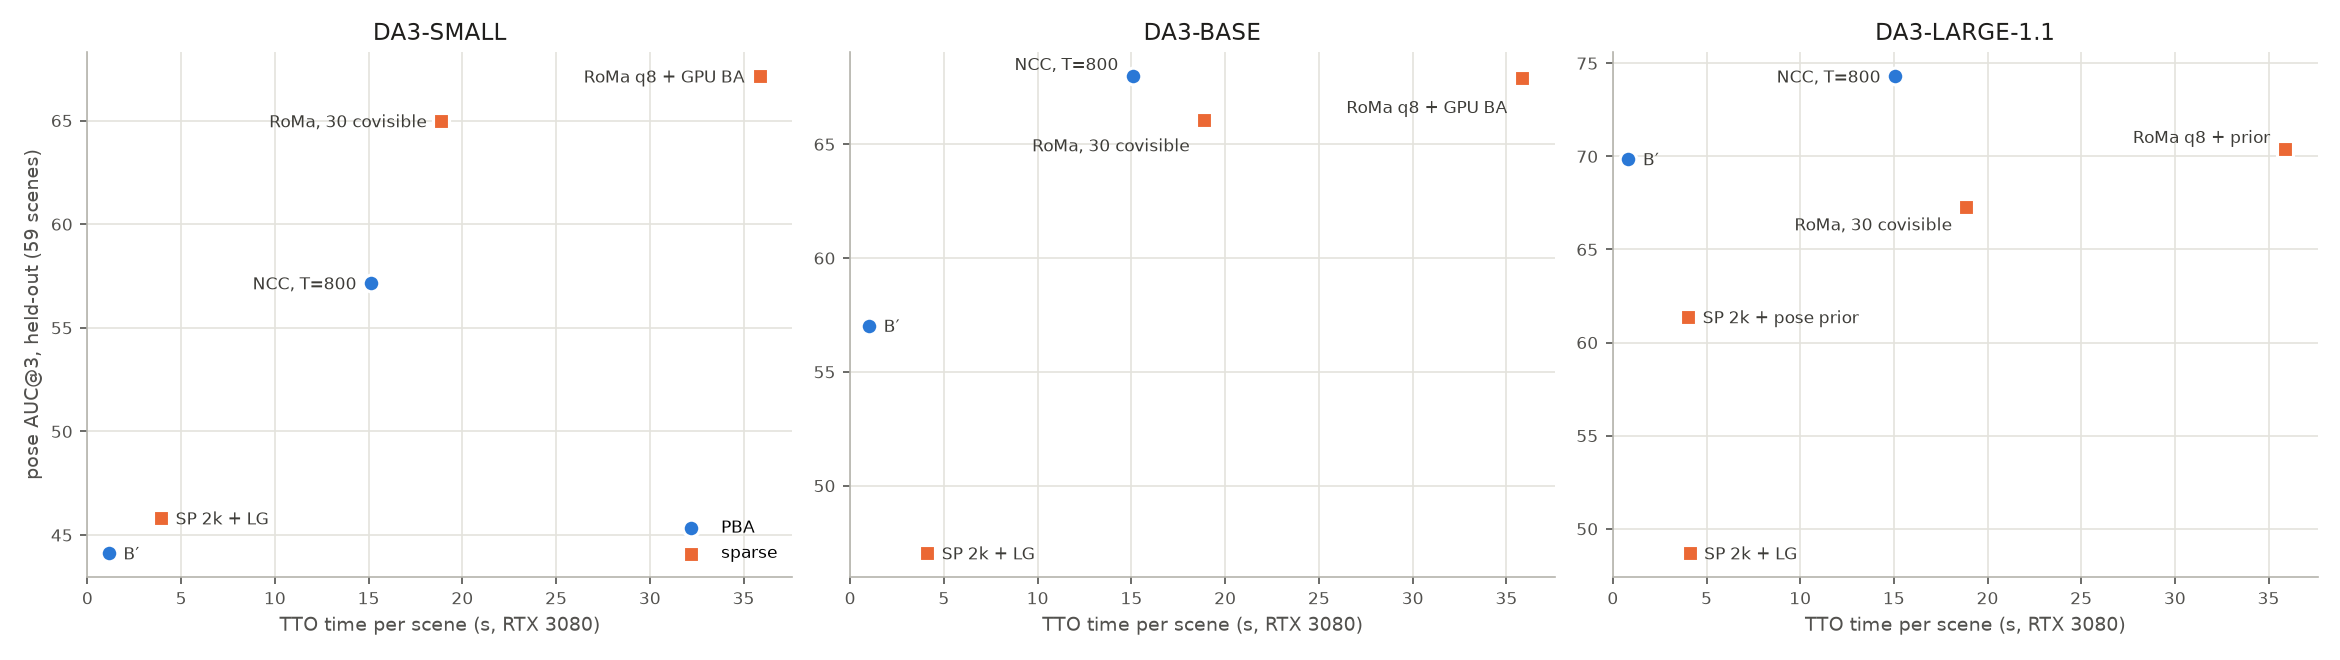 DA3-SMALL
pose AUC@3, held-out (59 scenes)
65
60
55
50
45
RoMa q8 + GPU BA
RoMa, 30 covisible
NCC, T=800
SP 2k + LG
B′
PBA
sparse
0 5 10 15 20 25 30 35
TTO time per scene (s, RTX 3080)
DA3-BASE
65
60
55
50
NCC, T=800
RoMa q8 + GPU BA
RoMa, 30 covisible
B′
SP 2k + LG
0 5 10 15 20 25 30 35
TTO time per scene (s, RTX 3080)
DA3-LARGE-1.1
75
70
65
60
55
50
NCC, T=800
RoMa q8 + prior
B′
RoMa, 30 covisible
SP 2k + pose prior
SP 2k + LG
0 5 10 15 20 25 30 35
TTO time per scene (s, RTX 3080)